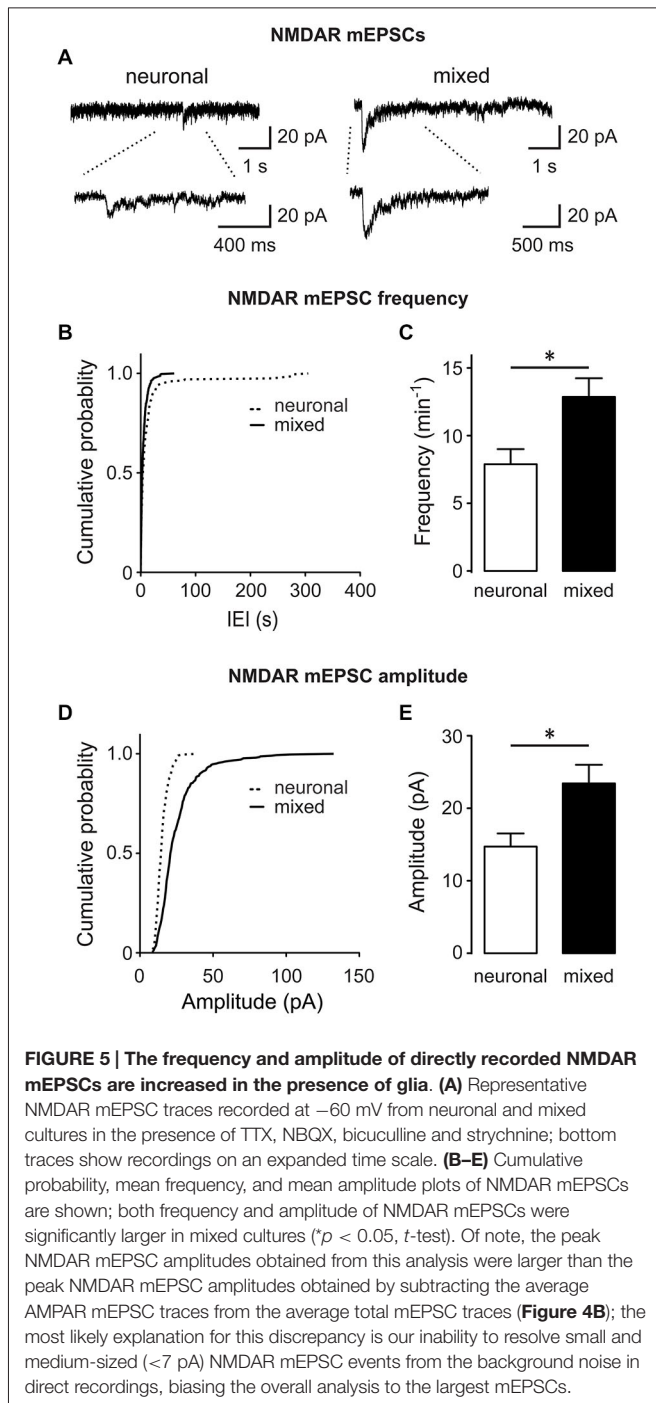 NMDAR mEPSCs
A
neuronal
mixed
20 pA
1 s
20 pA
1 s
20 pA
400 ms
20 pA
500 ms
NMDAR mEPSC frequency
B
Cumulative probablity
1.0
0.5
0
neuronal
mixed
0 100 200 300 400
IEI (s)
C
*
Frequency (min-1)
15
10
5
0
neuronal mixed
NMDAR mEPSC amplitude
D
Cumulative probablity
1.0
0.5
0
neuronal
mixed
0 50 100 150
Amplitude (pA)
E
*
Amplitude (pA)
30
20
10
0
neuronal mixed
FIGURE 5 | The frequency and amplitude of directly recorded NMDAR
mEPSCs are increased in the presence of glia. (A) Representative
NMDAR mEPSC traces recorded at −60 mV from neuronal and mixed
cultures in the presence of TTX, NBQX, bicuculline and strychnine; bottom
traces show recordings on an expanded time scale. (B–E) Cumulative
probability, mean frequency, and mean amplitude plots of NMDAR mEPSCs
are shown; both frequency and amplitude of NMDAR mEPSCs were
significantly larger in mixed cultures (*p < 0.05, t-test). Of note, the peak
NMDAR mEPSC amplitudes obtained from this analysis were larger than the
peak NMDAR mEPSC amplitudes obtained by subtracting the average
AMPAR mEPSC traces from the average total mEPSC traces (Figure 4B); the
most likely explanation for this discrepancy is our inability to resolve small and
medium-sized (<7 pA) NMDAR mEPSC events from the background noise in
direct recordings, biasing the overall analysis to the largest mEPSCs.